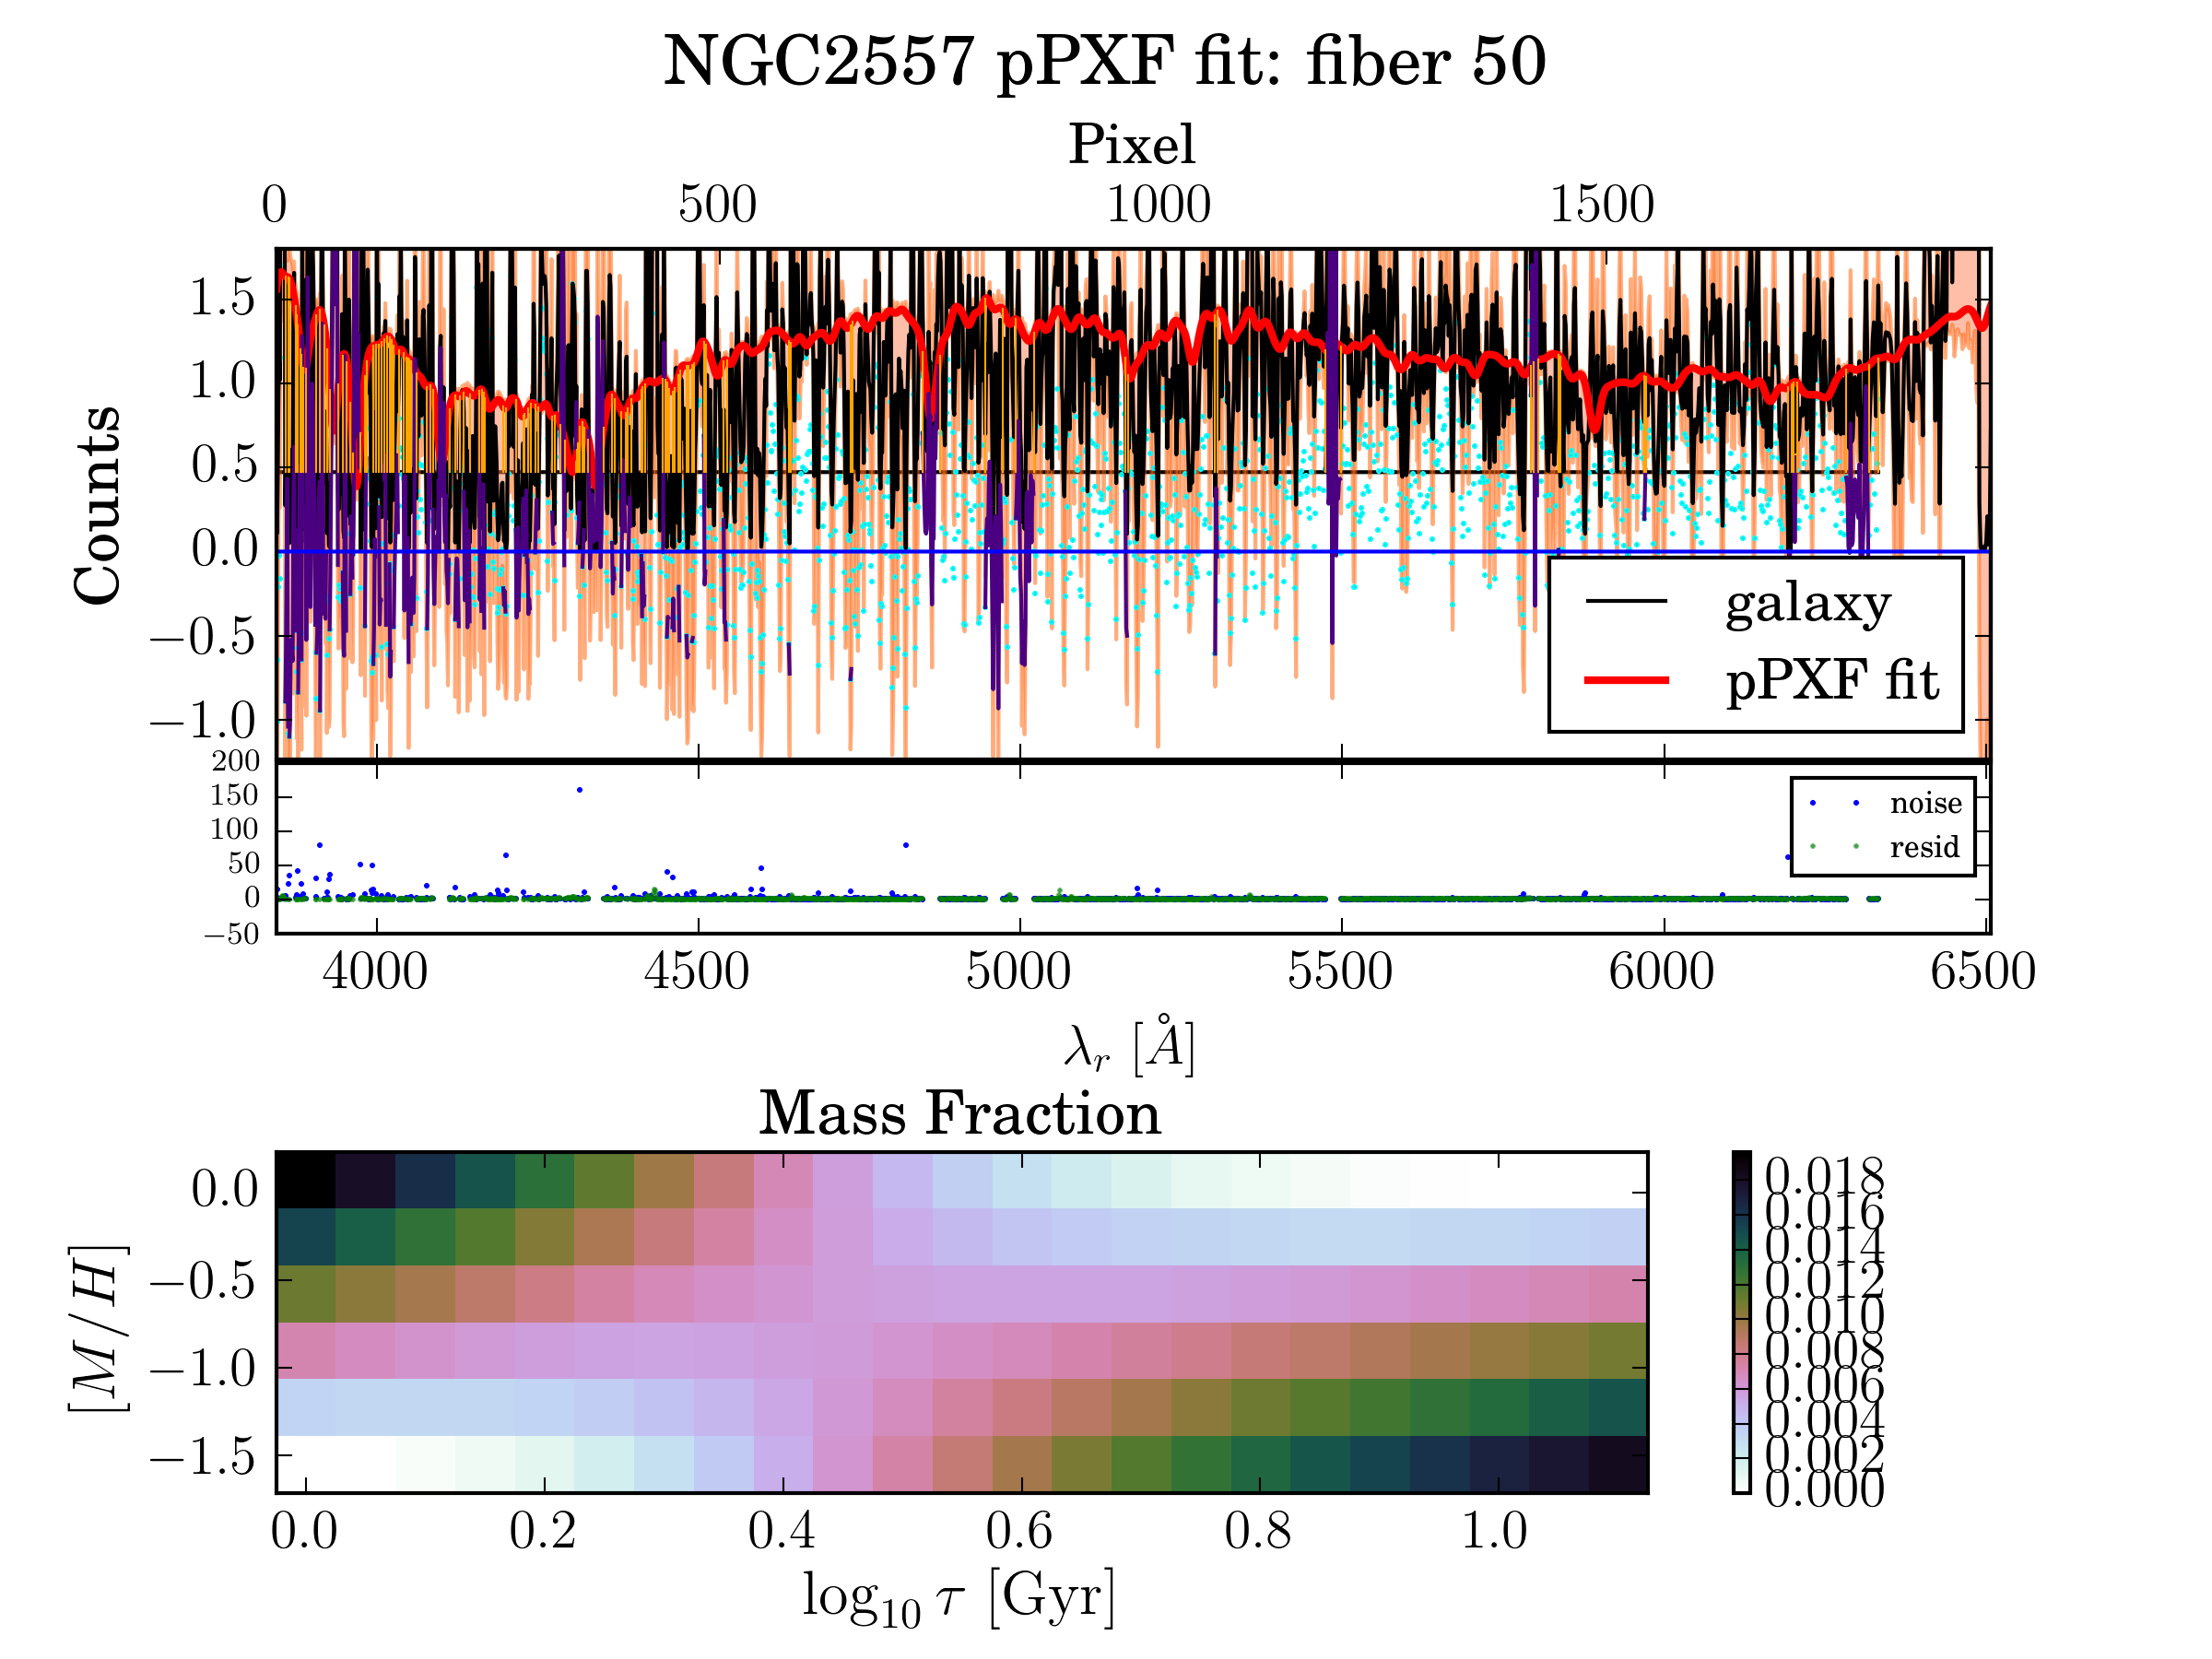 NGC2557 pPXF fit: fiber 50
Pixel
0 500 1000 1500
1.5
1.0
0.5
0.0
−0.5
−1.0
Counts
galaxy
pPXF fit
200
150
100
50
0
−50
noise
resid
4000 4500 5000 5500 6000 6500
λr [Å]
Mass Fraction
0.0
−0.5
−1.0
−1.5
[M/H]
0.018
0.016
0.014
0.012
0.010
0.008
0.006
0.004
0.002
0.000
0.0 0.2 0.4 0.6 0.8 1.0
log10 τ [Gyr]